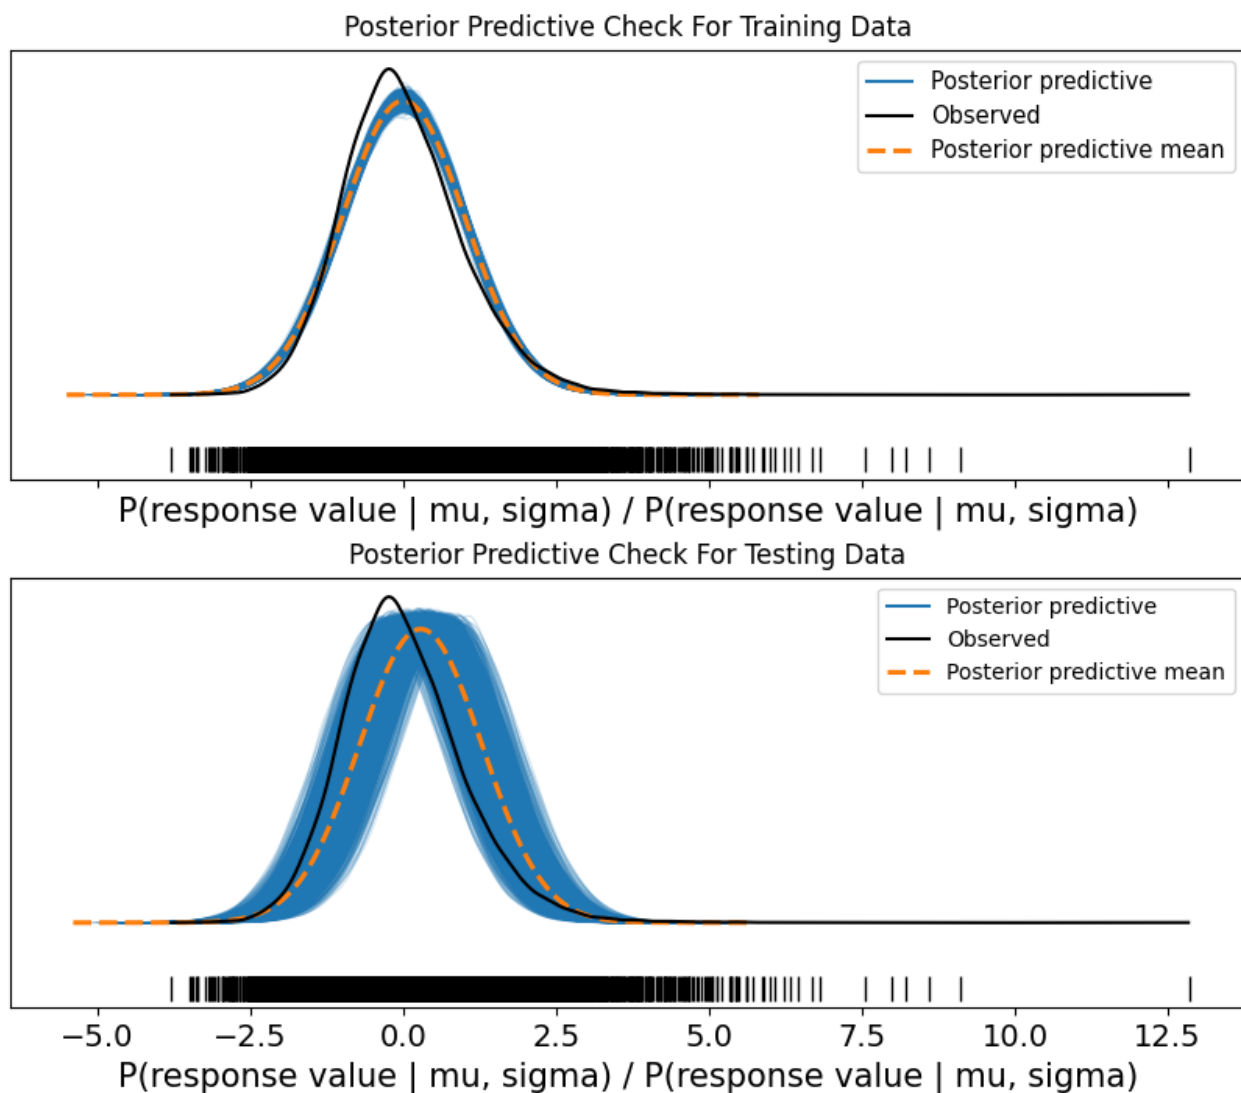 Posterior Predictive Check For Training Data
Posterior predictive
Observed
Posterior predictive mean
P(response value | mu, sigma) / P(response value | mu, sigma)
Posterior Predictive Check For Testing Data
Posterior predictive
Observed
Posterior predictive mean
−5.0 −2.5 0.0 2.5 5.0 7.5 10.0 12.5
P(response value | mu, sigma) / P(response value | mu, sigma)